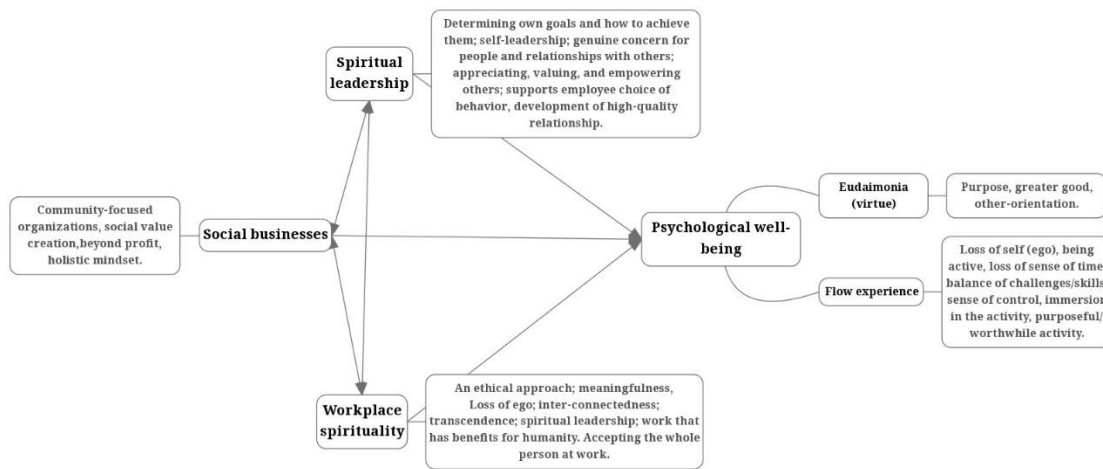 Spiritual
leadership
Determining own goals and how to achieve
them; self-leadership; genuine concern for
people and relationships with others;
appreciating, valuing, and empowering
others; supports employee choice of
behavior, development of high-quality
relationship.
Community-focused
organizations, social value
creation,beyond profit,
holistic mindset.
Social businesses
Psychological well-
being
Eudaimonia
(virtue)
Purpose, greater good,
other-orientation.
Flow experience
Loss of self (ego), being
active, loss of sense of time,
balance of challenges/skills,
sense of control, immersion
in the activity, purposeful/
worthwhile activity.
Workplace
spirituality
An ethical approach; meaningfulness,
Loss of ego; inter-connectedness;
transcendence; spiritual leadership; work that
has benefits for humanity. Accepting the whole
person at work.